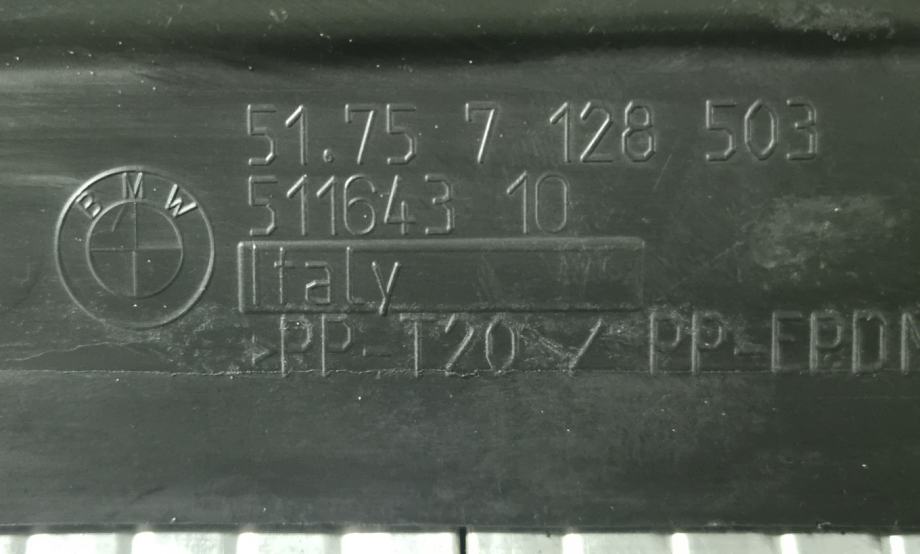 BMW
51.75 7 128 503
511643 10
Italy
>PP-T20 / PP-EPDM